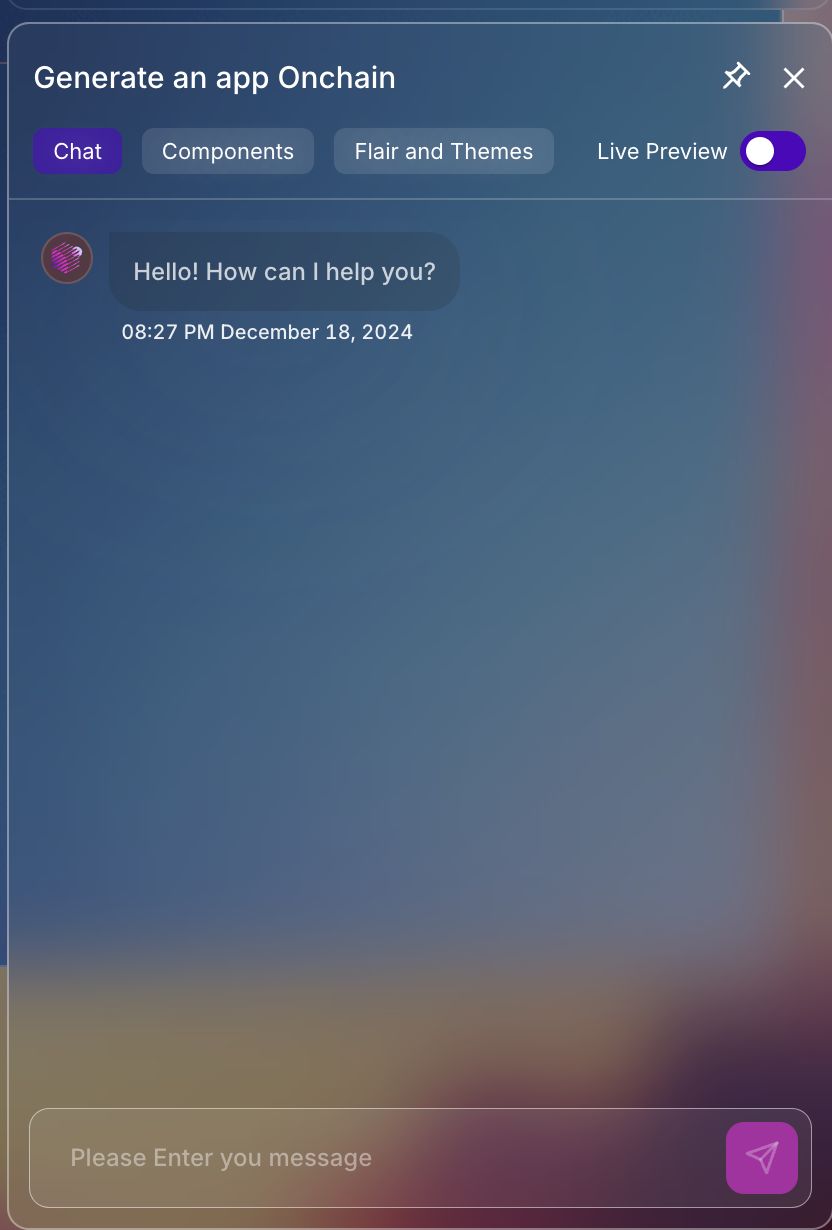 Generate an app Onchain
Chat Components Flair and Themes Live Preview
Hello! How can I help you?
08:27 PM December 18, 2024
Please Enter you message